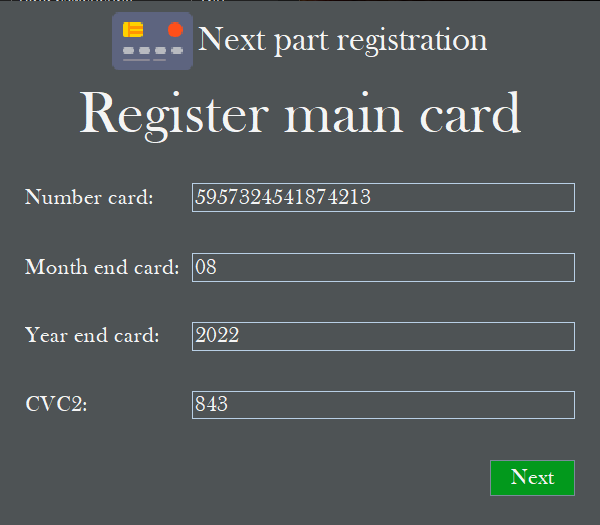 Next part registration
Register main card
Number card: 5957324541874213
Month end card: 08
Year end card: 2022
CVC2: 843
Next